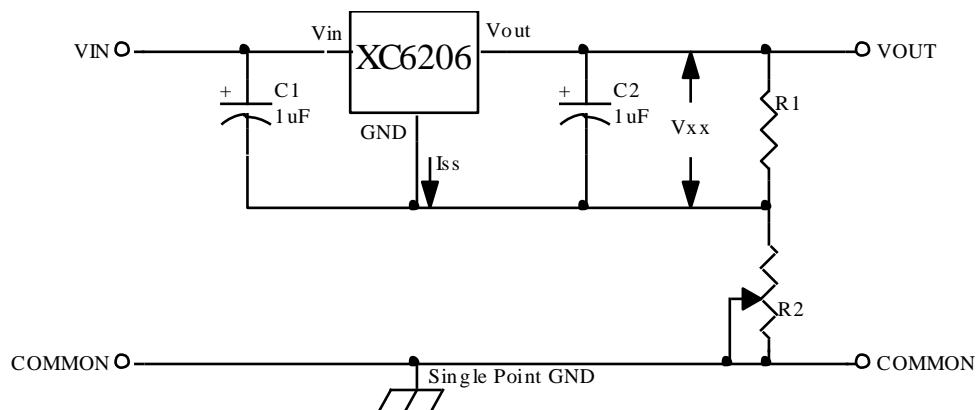 VIN
Vin
XC6206
Vout
VOUT
+
C1
1uF
GND
Iss
+
C2
1uF
Vxx
R1
R2
COMMON
Single Point GND
COMMON